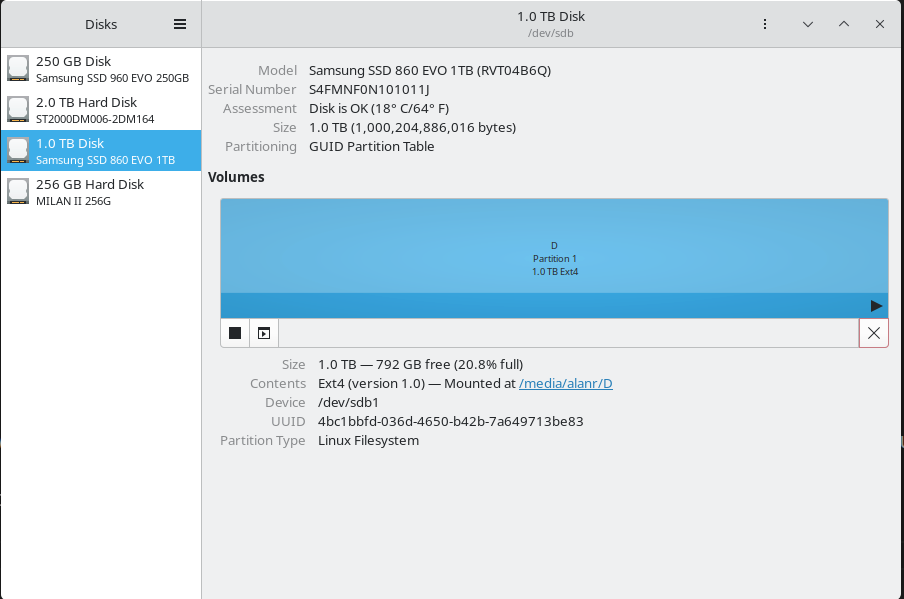 Disks
1.0 TB Disk
/dev/sdb
250 GB Disk
Samsung SSD 960 EVO 250GB
2.0 TB Hard Disk
ST2000DM006-2DM164
1.0 TB Disk
Samsung SSD 860 EVO 1TB
256 GB Hard Disk
MILAN II 256G
Model Samsung SSD 860 EVO 1TB (RVT04B6Q)
Serial Number S4FMNF0N101011J
Assessment Disk is OK (18° C/64° F)
Size 1.0 TB (1,000,204,886,016 bytes)
Partitioning GUID Partition Table
Volumes
D
Partition 1
1.0 TB Ext4
Size 1.0 TB — 792 GB free (20.8% full)
Contents Ext4 (version 1.0) — Mounted at /media/alanr/D
Device /dev/sdb1
UUID 4bc1bbfd-036d-4650-b42b-7a649713be83
Partition Type Linux Filesystem